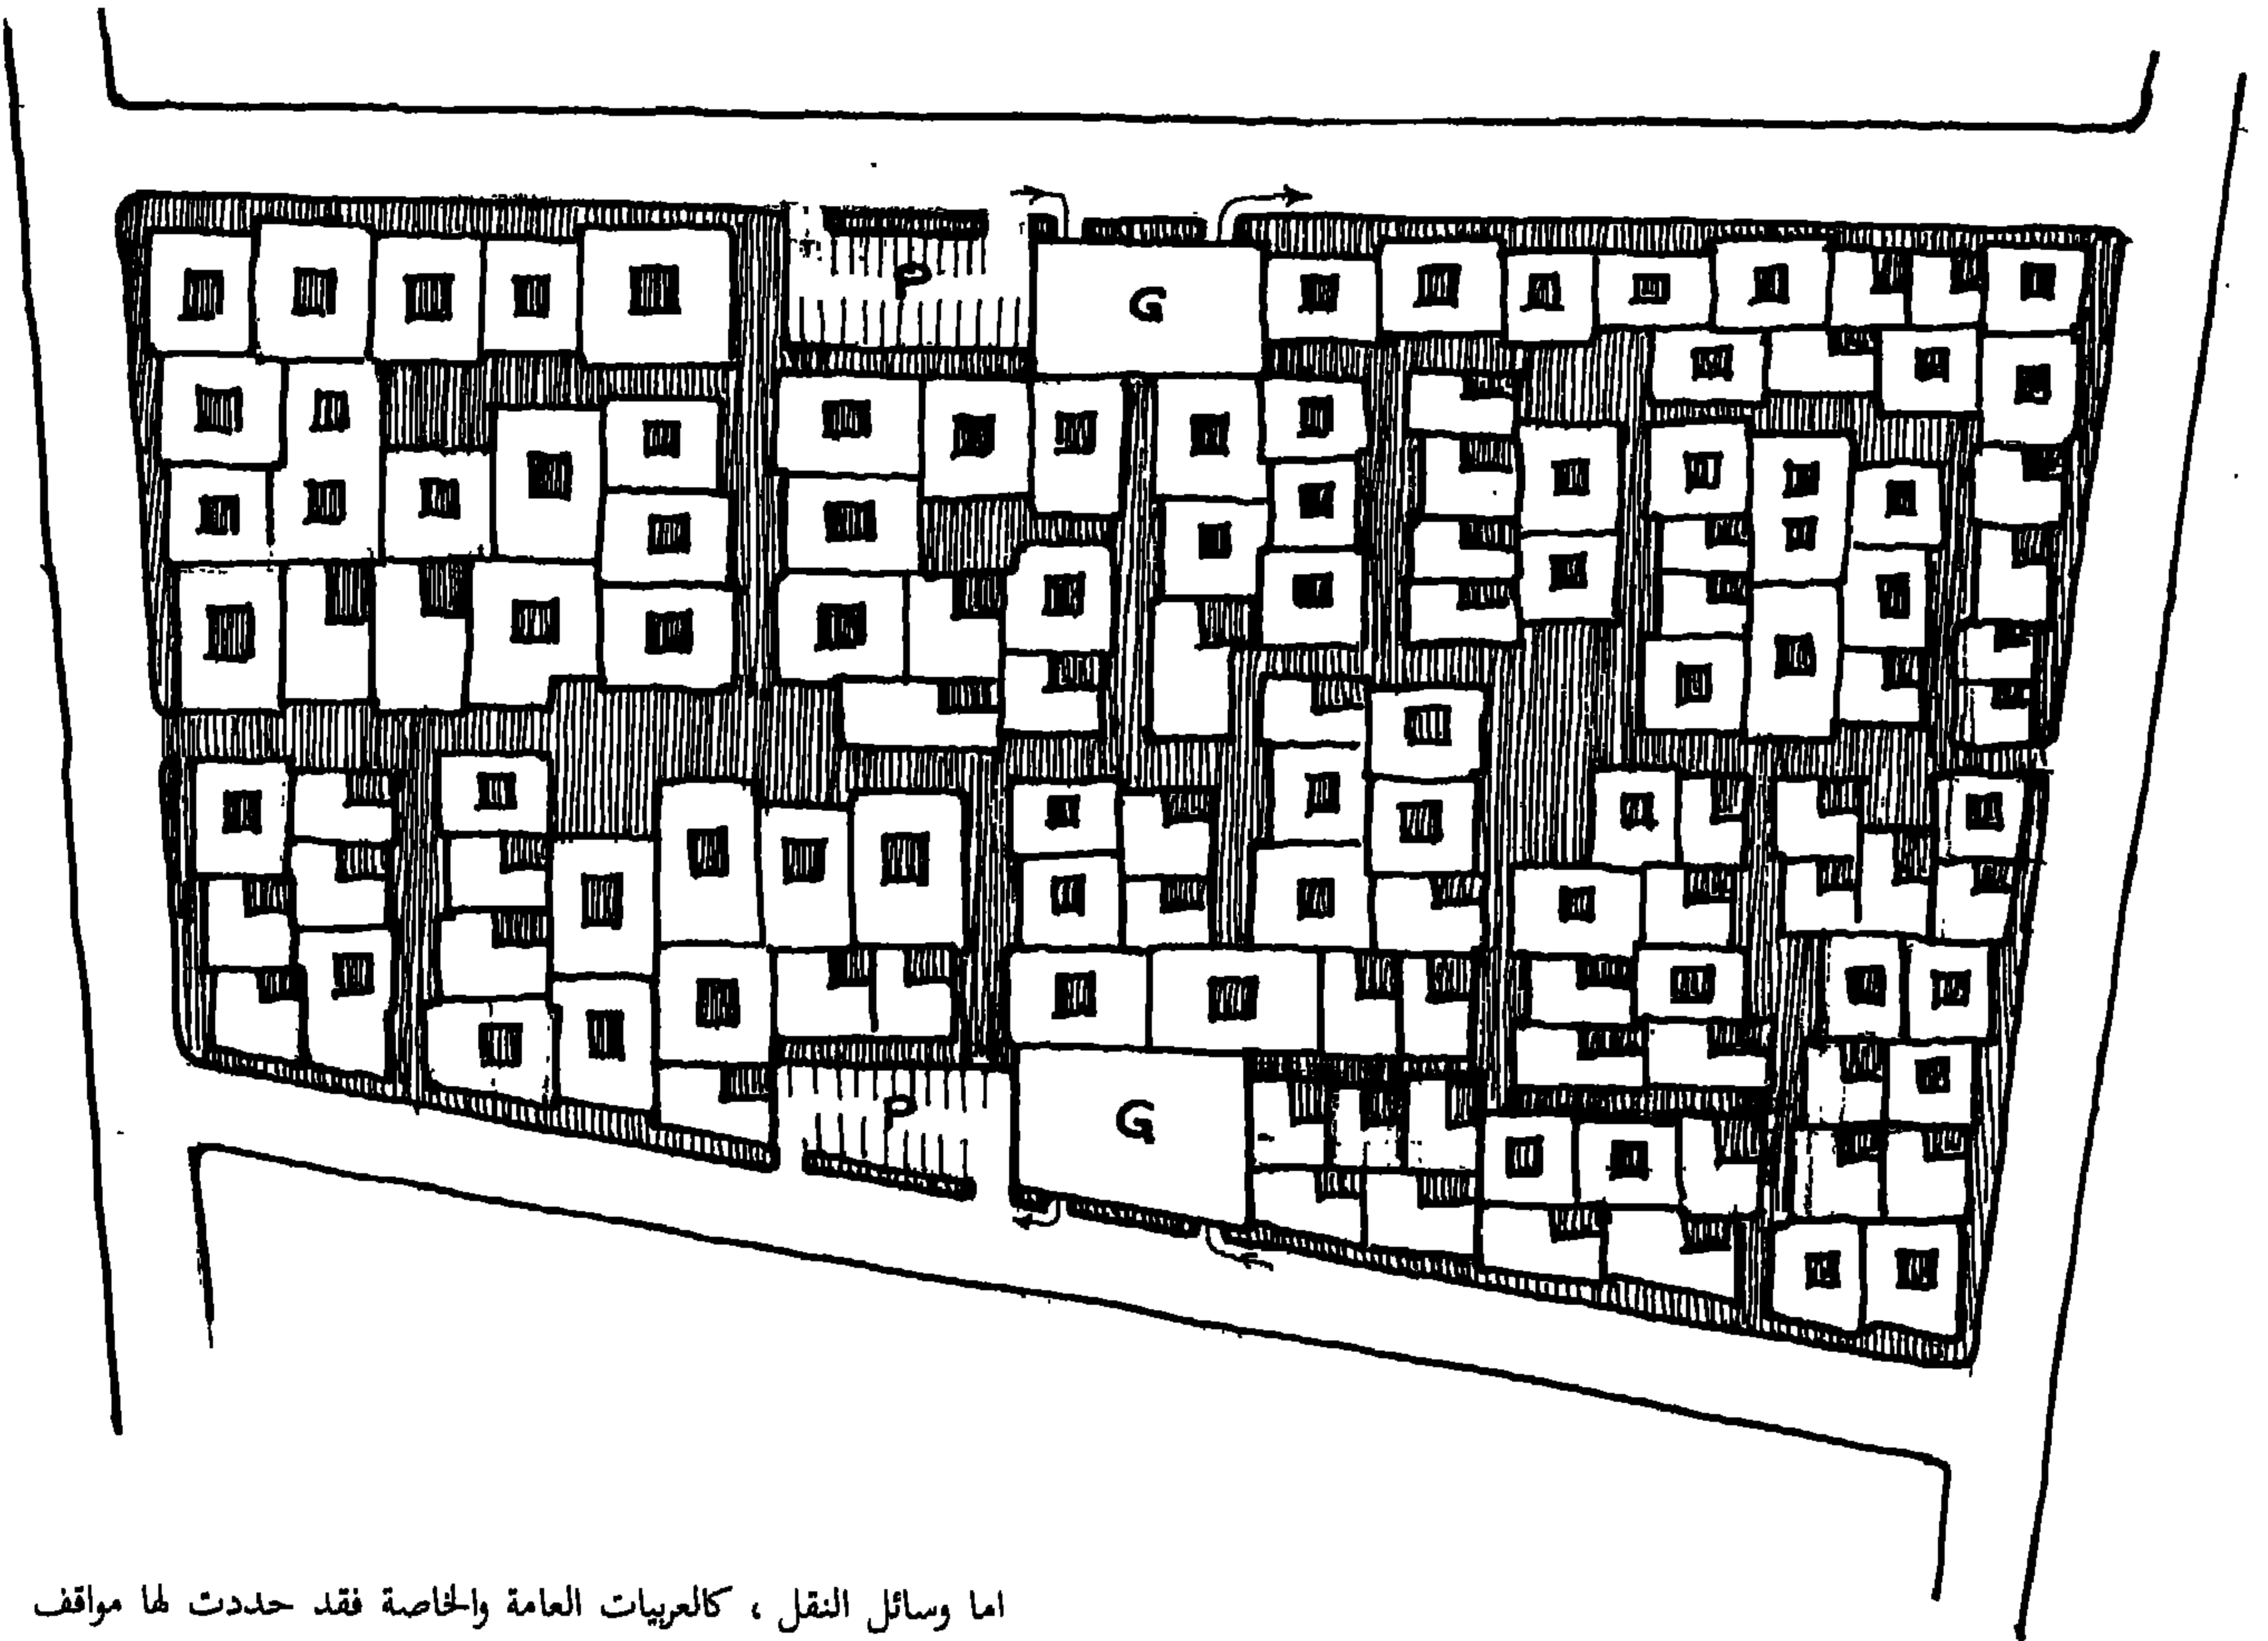 P
G
P
G
اما وسائل النقل ، كالعربيات العامة والخاصة فقد حددت لها مواقف